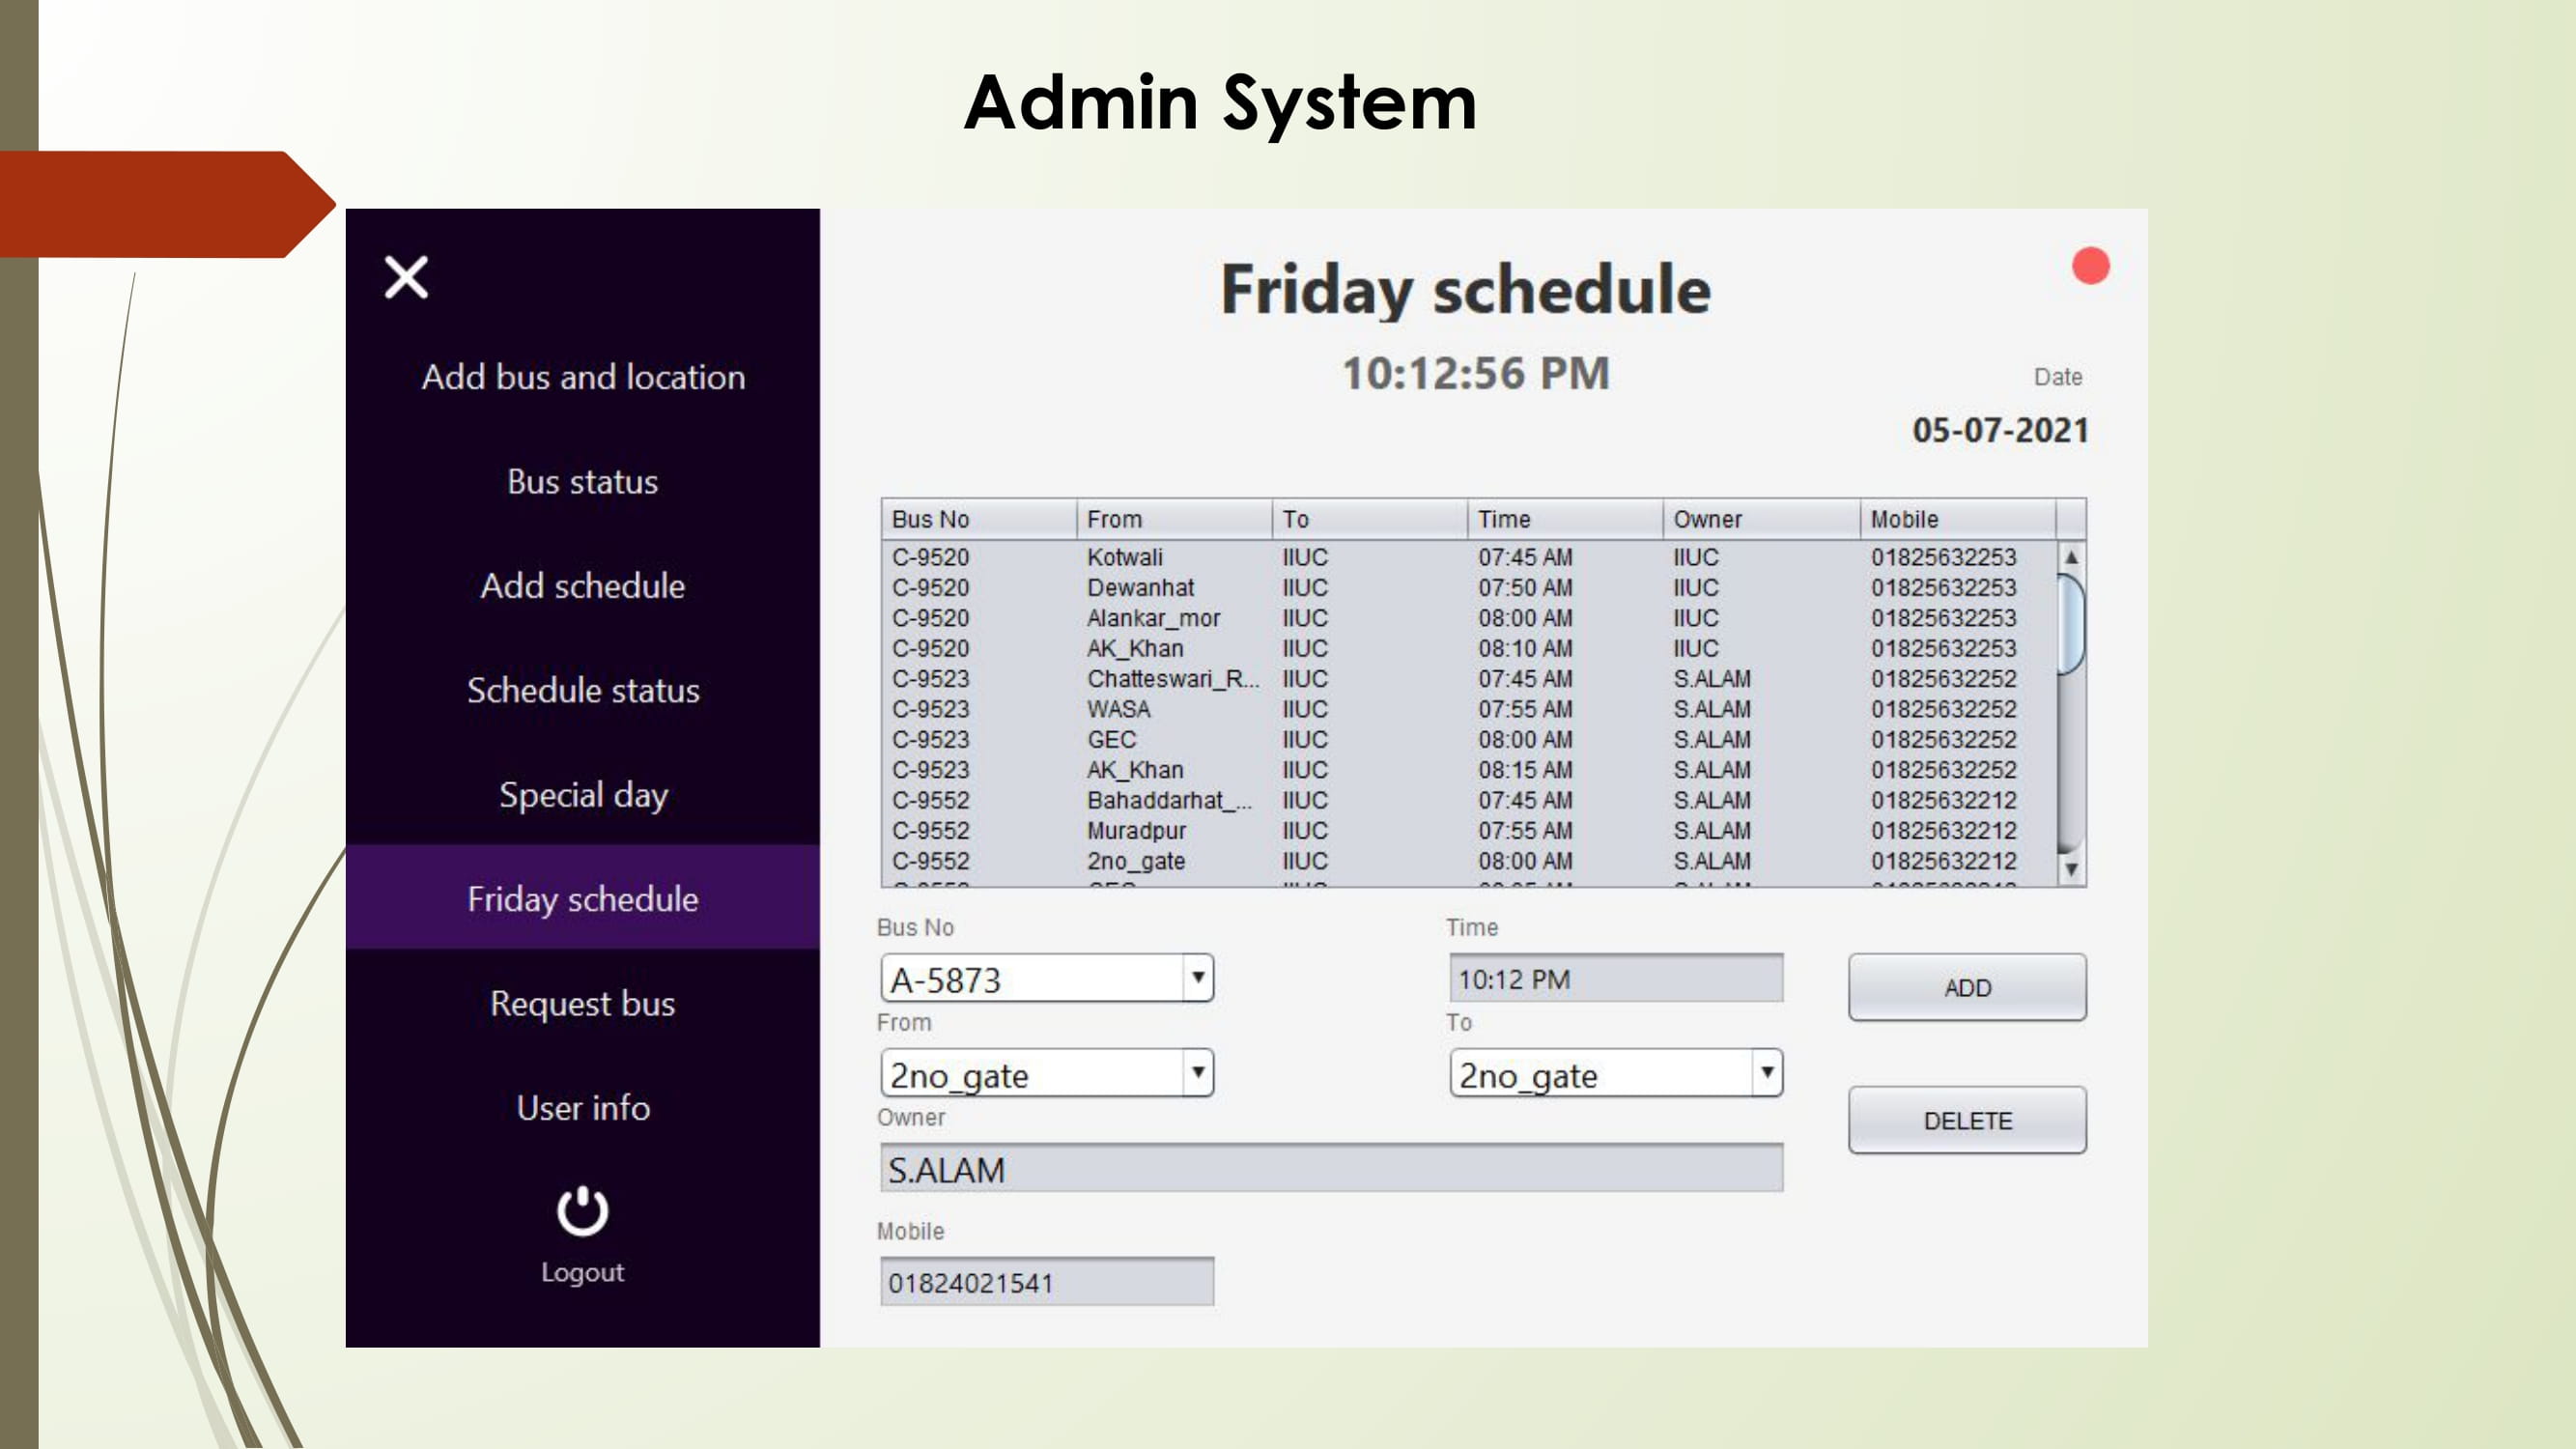 Admin System
Add bus and location
Bus status
Add schedule
Schedule status
Special day
Friday schedule
Request bus
User info
Logout
Friday schedule
10:12:56 PM
Date
05-07-2021
Bus No From To Time Owner Mobile
C-9520 Kotwali IIUC 07:45 AM IIUC 01825632253
C-9520 Dewanhat IIUC 07:50 AM IIUC 01825632253
C-9520 Alankar_mor IIUC 08:00 AM IIUC 01825632253
C-9520 AK_Khan IIUC 08:10 AM IIUC 01825632253
C-9523 Chatteswari_R... IIUC 07:45 AM S.ALAM 01825632252
C-9523 WASA IIUC 07:55 AM S.ALAM 01825632252
C-9523 GEC IIUC 08:00 AM S.ALAM 01825632252
C-9523 AK_Khan IIUC 08:15 AM S.ALAM 01825632252
C-9552 Bahaddarhat_... IIUC 07:45 AM S.ALAM 01825632212
C-9552 Muradpur IIUC 07:55 AM S.ALAM 01825632212
C-9552 2no_gate IIUC 08:00 AM S.ALAM 01825632212
Bus No Time
A-5873 10:12 PM ADD
From To
2no_gate 2no_gate
Owner DELETE
S.ALAM
Mobile
01824021541